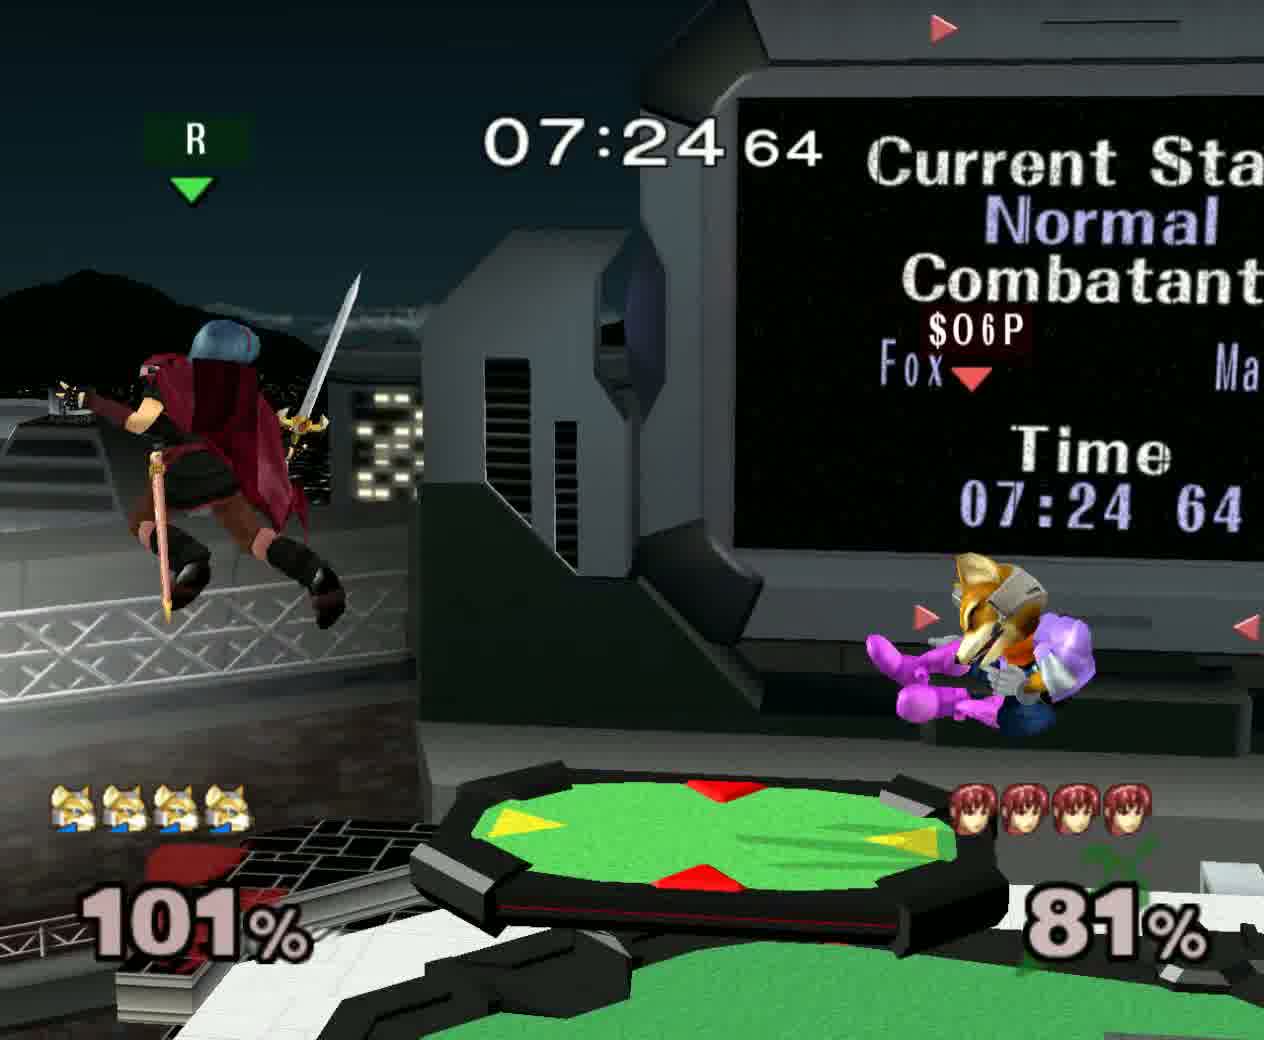 R
07:24 64
Current Sta
Normal
Combatant
$06P
Fox
Ma
Time
07:24 64
101%
81%